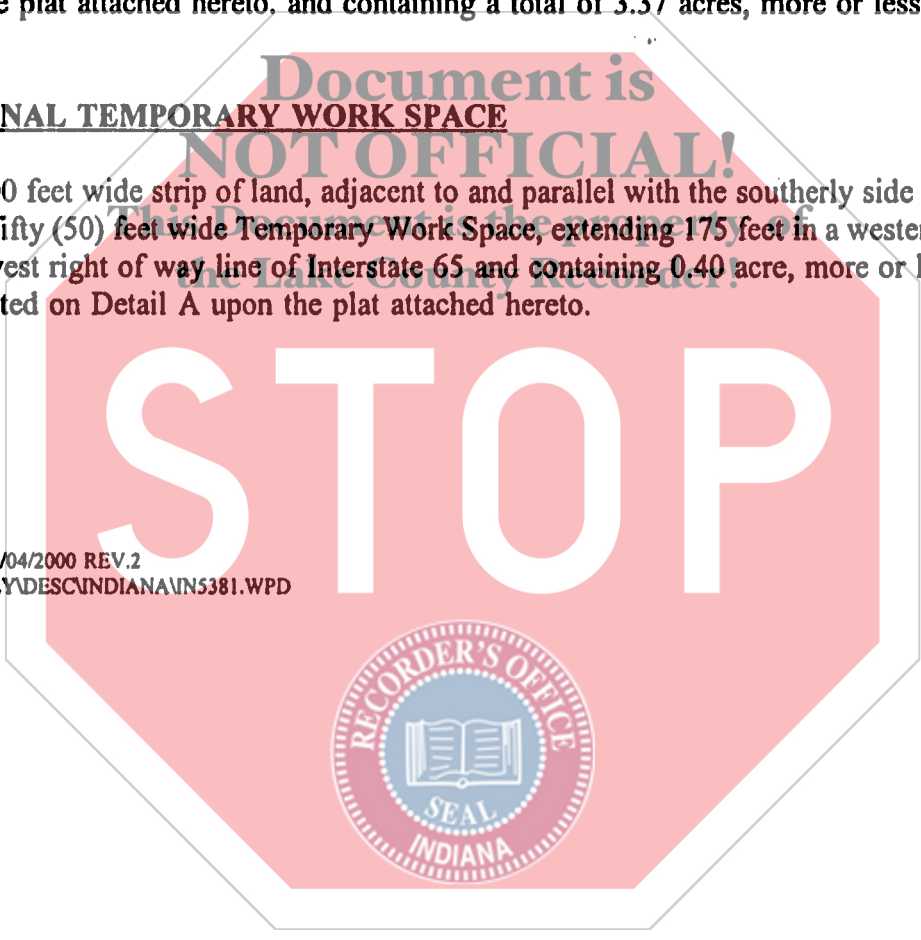 plat attached hereto, and containing a total of 3.37 acres, more or less
Document is
NAL TEMPORARY WORK SPACE
NOT OFFICIAL!
0 feet wide strip of land, adjacent to and parallel with the southerly side
This Document is the property of
ifty (50) feet wide Temporary Work Space, extending 175 feet in a wester
the Lake County Recorder!
est right of way line of Interstate 65 and containing 0.40 acre, more or l
ted on Detail A upon the plat attached hereto.
STOP
/04/2000 REV.2
Y\DESC\INDIANA\IN5381.WPD
RECORDER'S OFFICE
SEAL
INDIANA